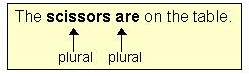 The scissors are on the table.
plural plural